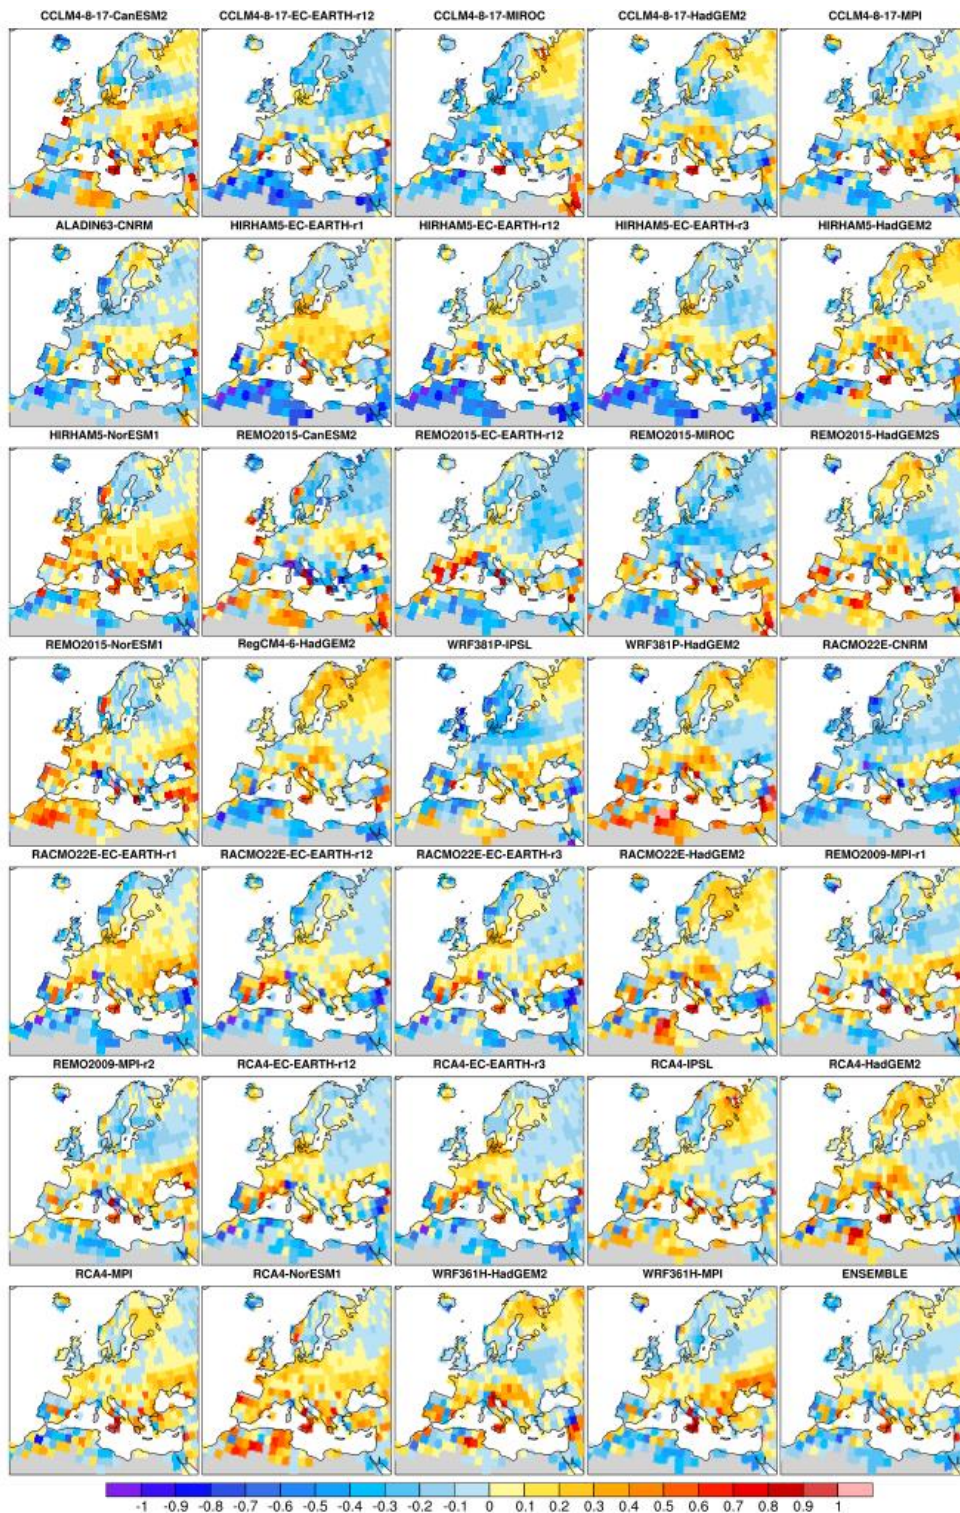 CCLM4-8-17-CanESM2 CCLM4-8-17-EC-EARTH-r12 CCLM4-8-17-MIROC CCLM4-8-17-HadGEM2 CCLM4-8-17-MPI
ALADIN63-CNRM HIRHAM5-EC-EARTH-r1 HIRHAM5-EC-EARTH-r12 HIRHAM5-EC-EARTH-r3 HIRHAM5-HadGEM2
HIRHAM5-NorESM1 REMO2015-CanESM2 REMO2015-EC-EARTH-r12 REMO2015-MIROC REMO2015-HadGEM2S
REMO2015-NorESM1 RegCM4-6-HadGEM2 WRF381P-IPSL WRF381P-HadGEM2 RACMO22E-CNRM
RACMO22E-EC-EARTH-r1 RACMO22E-EC-EARTH-r12 RACMO22E-EC-EARTH-r3 RACMO22E-HadGEM2 REMO2009-MPI-r1
REMO2009-MPI-r2 RCA4-EC-EARTH-r12 RCA4-EC-EARTH-r3 RCA4-IPSL RCA4-HadGEM2
RCA4-MPI RCA4-NorESM1 WRF361H-HadGEM2 WRF361H-MPI ENSEMBLE
-1 -0.9 -0.8 -0.7 -0.6 -0.5 -0.4 -0.3 -0.2 -0.1 0 0.1 0.2 0.3 0.4 0.5 0.6 0.7 0.8 0.9 1